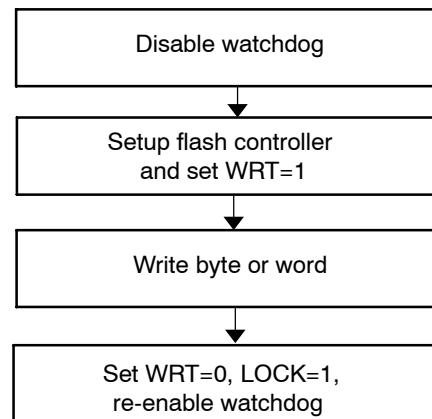 Disable watchdog
Setup flash controller
and set WRT=1
Write byte or word
Set WRT=0, LOCK=1,
re-enable watchdog